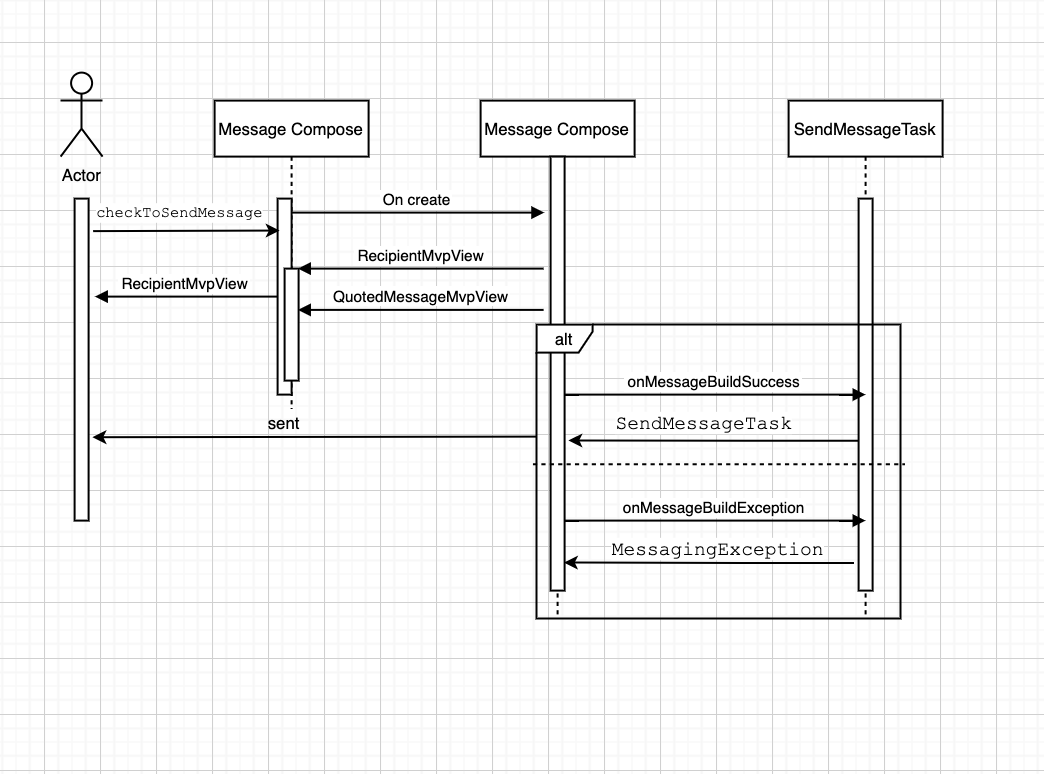 Message Compose
Message Compose
SendMessageTask
Actor
On create
checkToSendMessage
RecipientMvpView
RecipientMvpView
QuotedMessageMvpView
alt
onMessageBuildSuccess
sent
SendMessageTask
onMessageBuildException
MessagingException